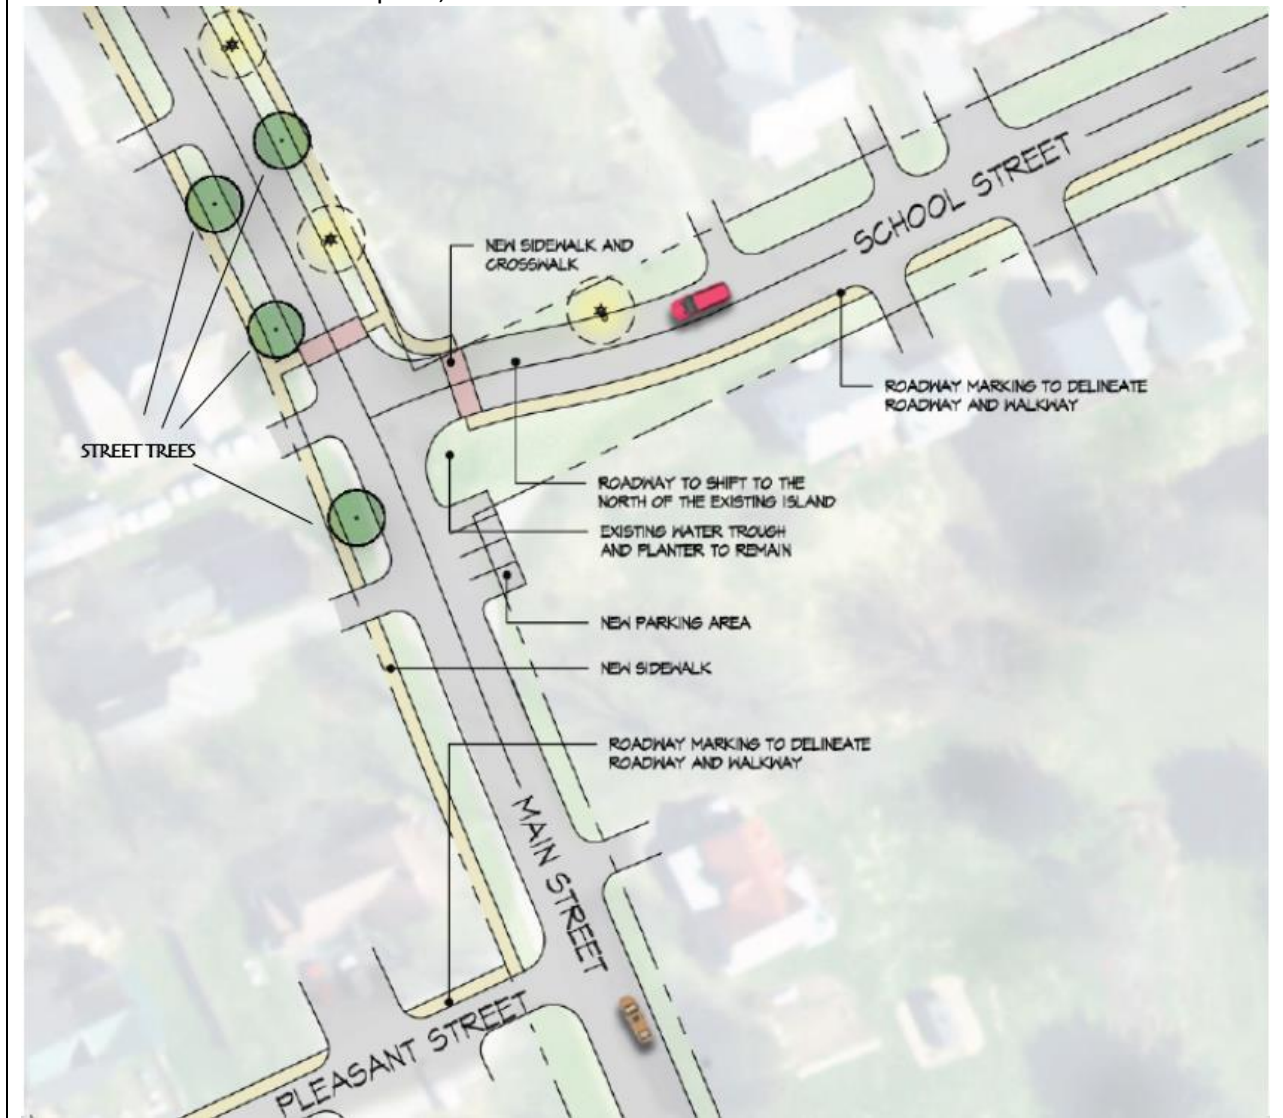 SCHOOL STREET
NEW SIDEWALK AND
CROSSWALK
ROADWAY MARKING TO DELINEATE
ROADWAY AND WALKWAY
STREET TREES
ROADWAY TO SHIFT TO THE
NORTH OF THE EXISTING ISLAND
EXISTING WATER TROUGH
AND PLANTER TO REMAIN
NEW PARKING AREA
NEW SIDEWALK
ROADWAY MARKING TO DELINEATE
ROADWAY AND WALKWAY
MAIN STREET
PLEASANT STREET